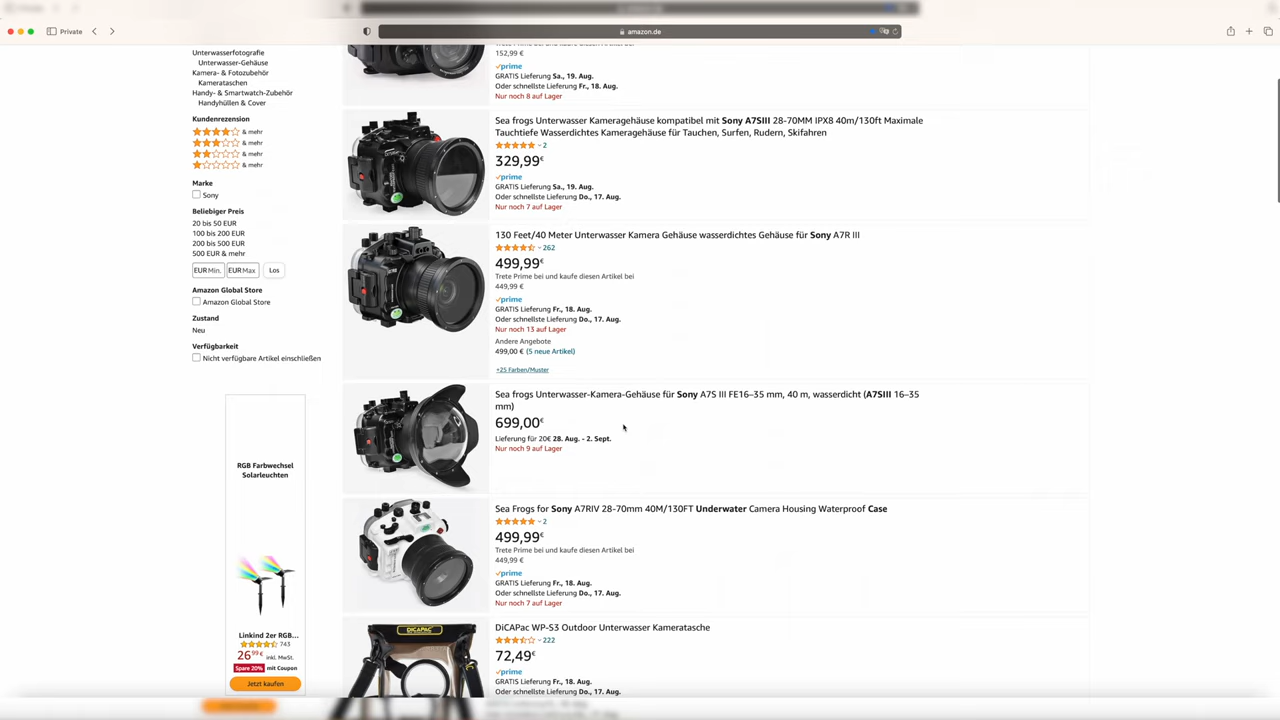 Private
amazon.de
Unterwasserfotografie
Unterwasser-Gehäuse
Kamera- & Fotozubehör
Kamerataschen
Handy- & Smartwatch-Zubehör
Handyhüllen & Cover
Kundenrezension
& mehr
& mehr
& mehr
& mehr
Marke
Sony
Beliebiger Preis
20 bis 50 EUR
100 bis 200 EUR
200 bis 500 EUR
500 EUR & mehr
EUR Min. EUR Max Los
Amazon Global Store
Amazon Global Store
Zustand
Neu
Verfügbarkeit
Nicht verfügbare Artikel einschließen
RGB Farbwechsel
Solarleuchten
Linkind 2er RGB...
743
26,99 € inkl. MwSt.
Spare 20% mit Coupon
Jetzt kaufen
152,99 €
prime
GRATIS Lieferung Sa., 19. Aug.
Oder schnellste Lieferung Fr., 18. Aug.
Nur noch 8 auf Lager
Sea frogs Unterwasser Kameragehäuse kompatibel mit Sony A7SIII 28-70MM IPX8 40m/130ft Maximale
Tauchtiefe Wasserdichtes Kameragehäuse für Tauchen, Surfen, Rudern, Skifahren
2
329,99€
prime
GRATIS Lieferung Sa., 19. Aug.
Oder schnellste Lieferung Do., 17. Aug.
Nur noch 7 auf Lager
130 Feet/40 Meter Unterwasser Kamera Gehäuse wasserdichtes Gehäuse für Sony A7R III
262
499,99€
Trete Prime bei und kaufe diesen Artikel bei
449,99 €
prime
GRATIS Lieferung Fr., 18. Aug.
Oder schnellste Lieferung Do., 17. Aug.
Nur noch 13 auf Lager
Andere Angebote
499,00 € (5 neue Artikel)
+25 Farben/Muster
Sea frogs Unterwasser-Kamera-Gehäuse für Sony A7S III FE16–35 mm, 40 m, wasserdicht (A7SIII 16–35
mm)
699,00€
Lieferung für 20€ 28. Aug. - 2. Sept.
Nur noch 9 auf Lager
Sea Frogs for Sony A7RIV 28-70mm 40M/130FT Underwater Camera Housing Waterproof Case
2
499,99€
Trete Prime bei und kaufe diesen Artikel bei
449,99 €
prime
GRATIS Lieferung Fr., 18. Aug.
Oder schnellste Lieferung Do., 17. Aug.
Nur noch 7 auf Lager
DiCAPac
DiCAPac WP-S3 Outdoor Unterwasser Kameratasche
222
72,49€
prime
GRATIS Lieferung Fr., 18. Aug.
Oder schnellste Lieferung Do., 17. Aug.